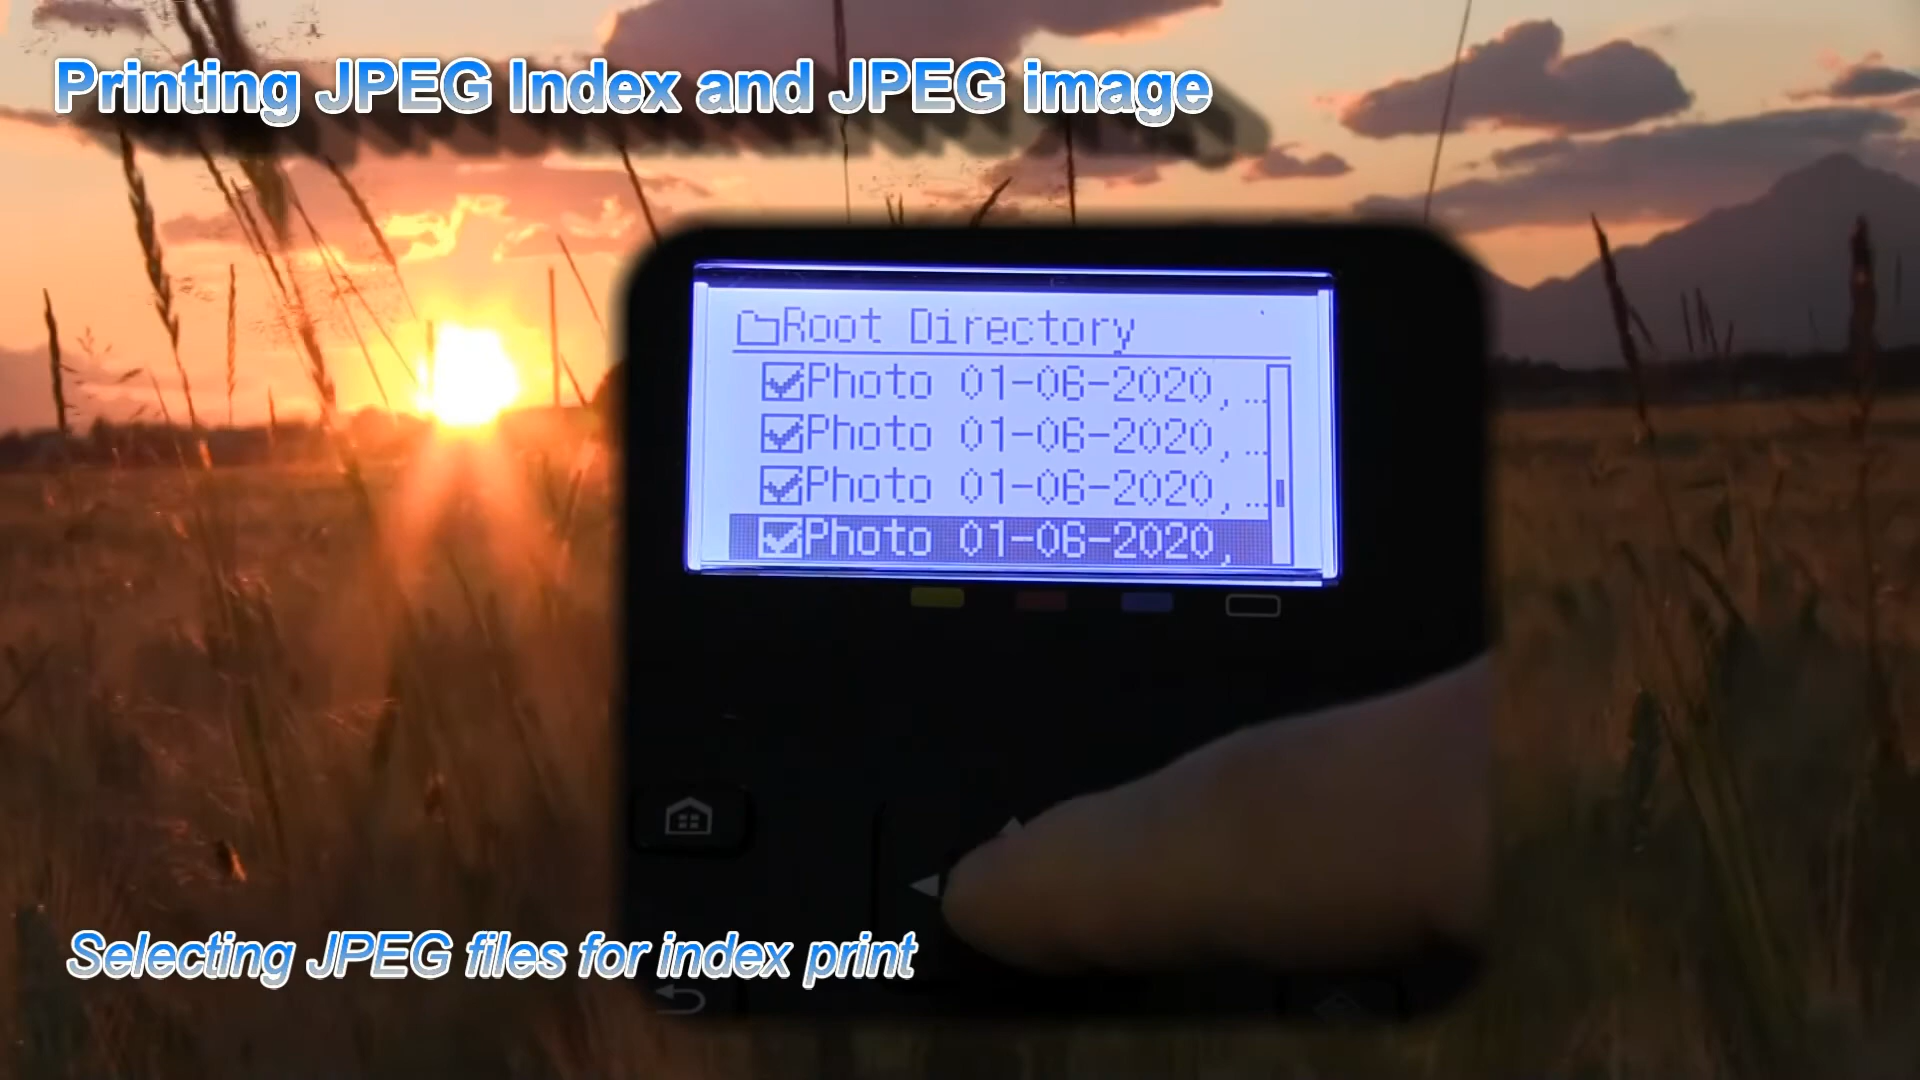 Printing JPEG Index and JPEG image
Root Directory
Photo 01-06-2020, ...
Photo 01-06-2020, ...
Photo 01-06-2020, ...
Photo 01-06-2020,
Selecting JPEG files for index print